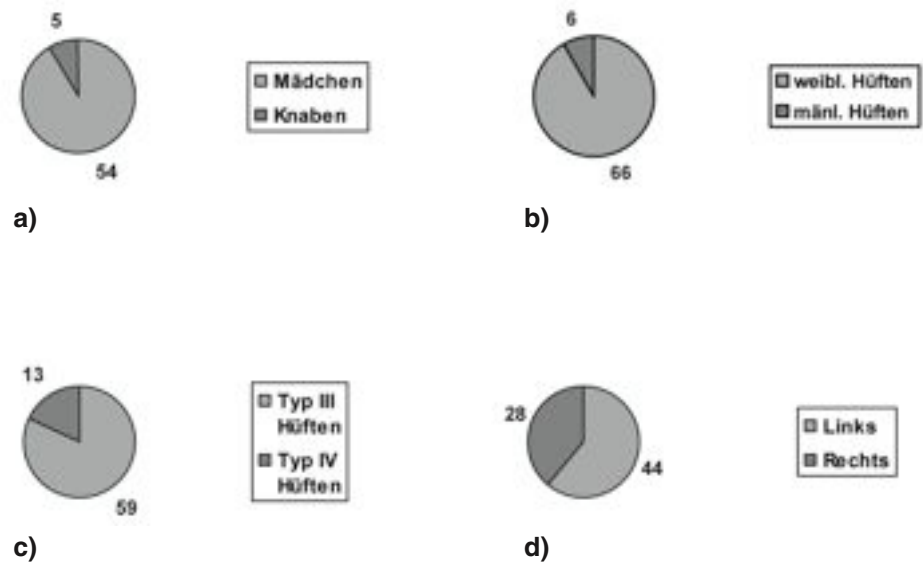 5
Mädchen
Knaben
54
a)
6
weibl. Hüften
mänl. Hüften
66
b)
13
Typ III
Hüften
Typ IV
Hüften
59
c)
28
Links
Rechts
44
d)